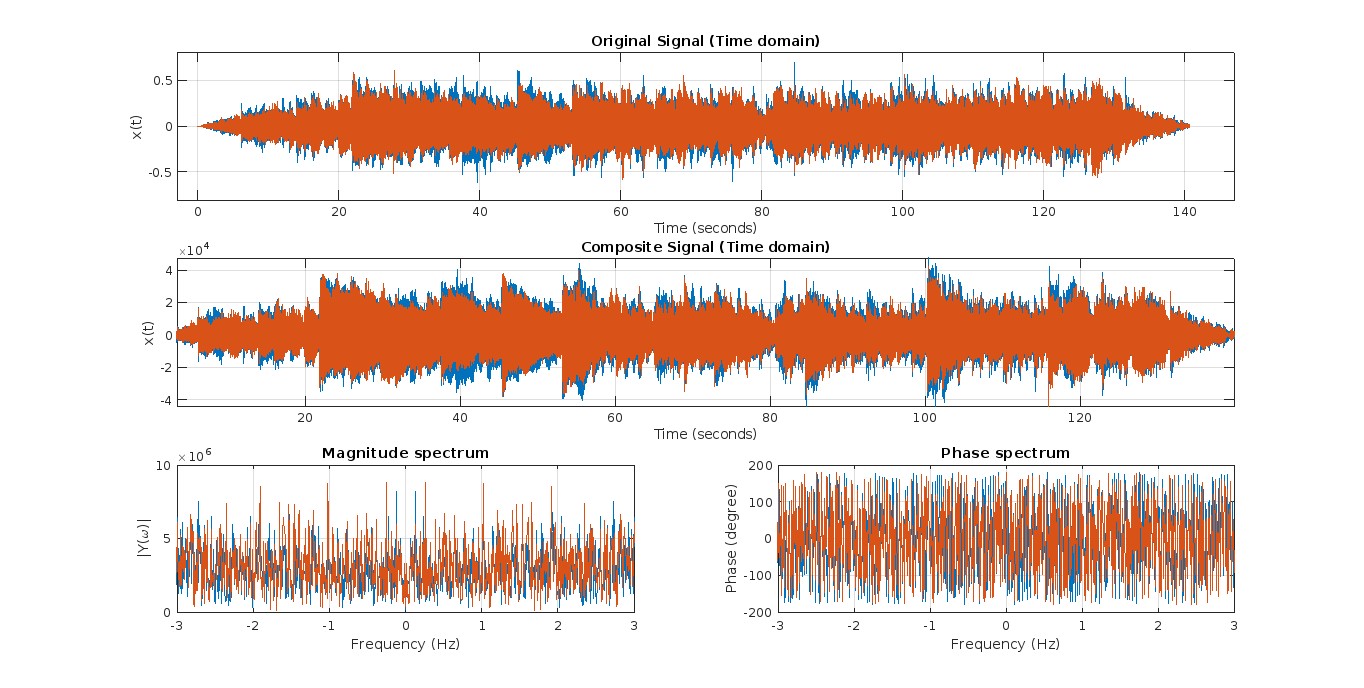 Original Signal (Time domain)
0.5
0
-0.5
x(t)
0 20 40 60 80 100 120 140
Time (seconds)
Composite Signal (Time domain)
×10⁴
4
2
0
-2
-4
x(t)
20 40 60 80 100 120
Time (seconds)
Magnitude spectrum
×10⁶
10
5
0
|Y(ω)|
-3 -2 -1 0 1 2 3
Frequency (Hz)
Phase spectrum
200
100
0
-100
-200
Phase (degree)
-3 -2 -1 0 1 2 3
Frequency (Hz)